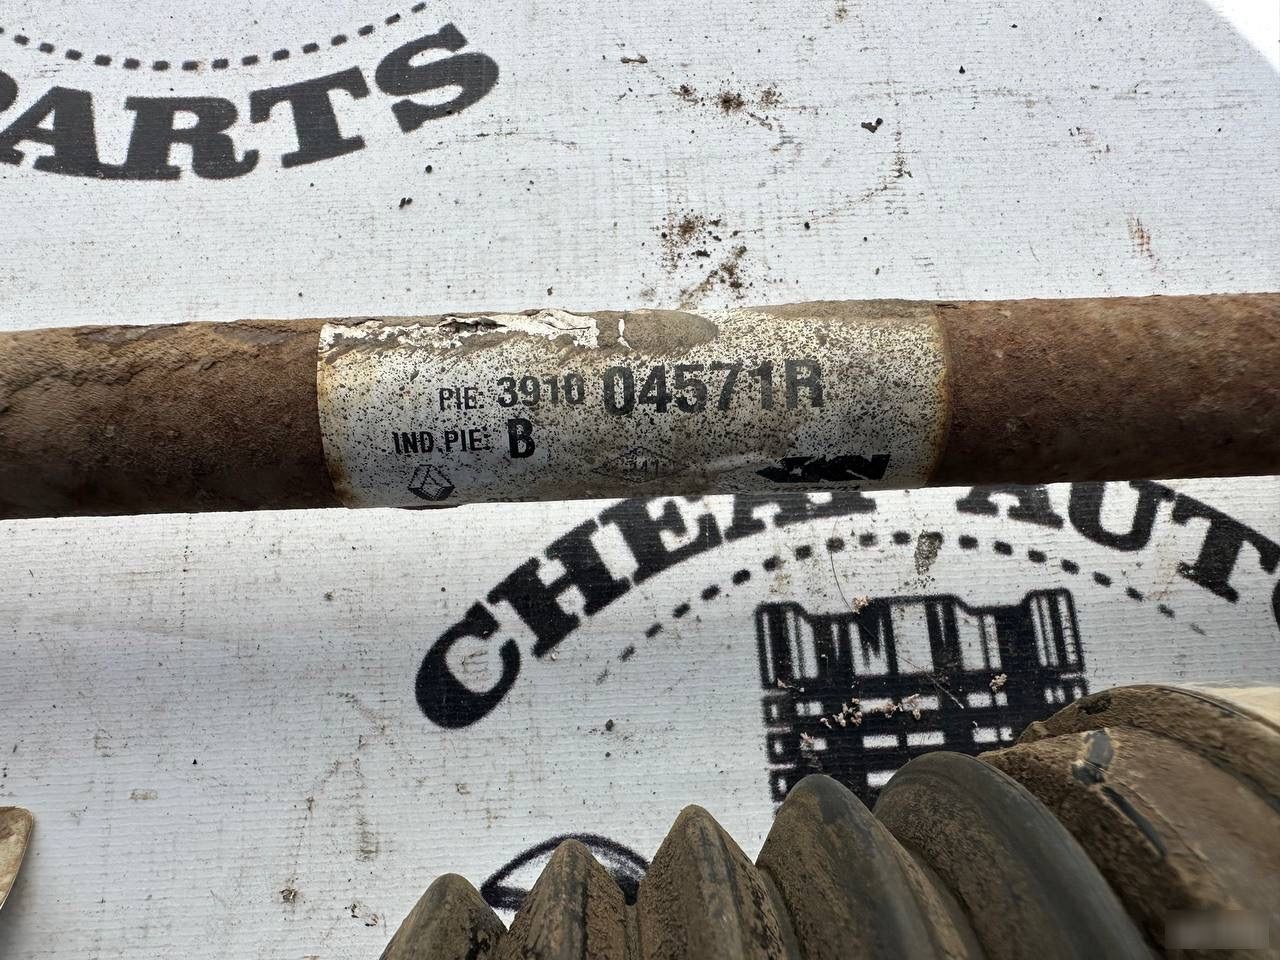 PARTS
PIE: 3910 04571R
IND.PIE: B
CHEAP AUTO